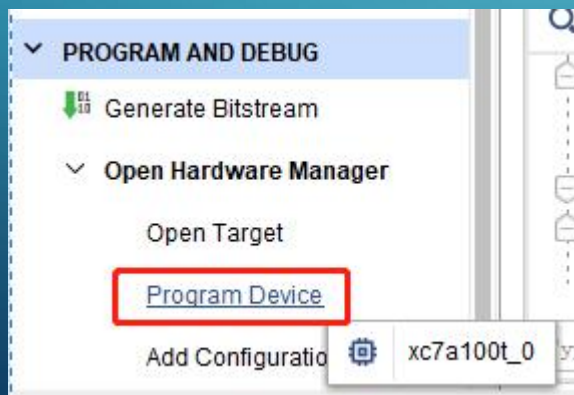 PROGRAM AND DEBUG
Generate Bitstream
Open Hardware Manager
Open Target
Program Device
Add Configuratio
xc7a100t_0